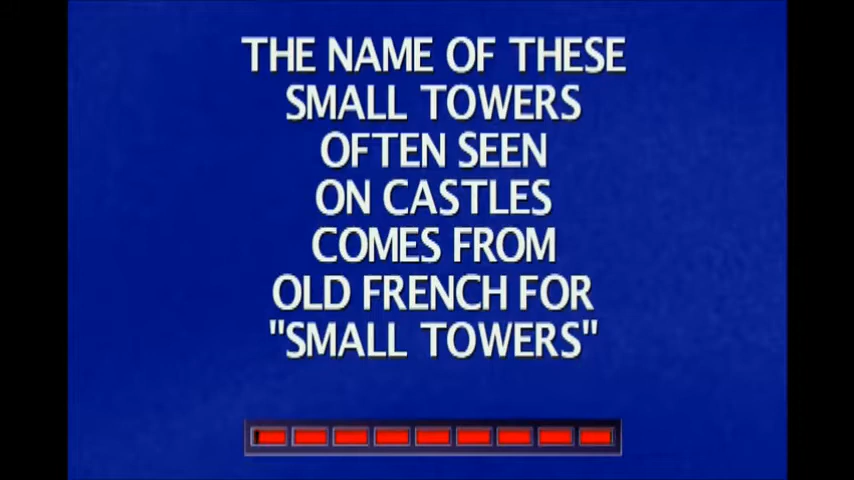 THE NAME OF THESE
SMALL TOWERS
OFTEN SEEN
ON CASTLES
COMES FROM
OLD FRENCH FOR
"SMALL TOWERS"